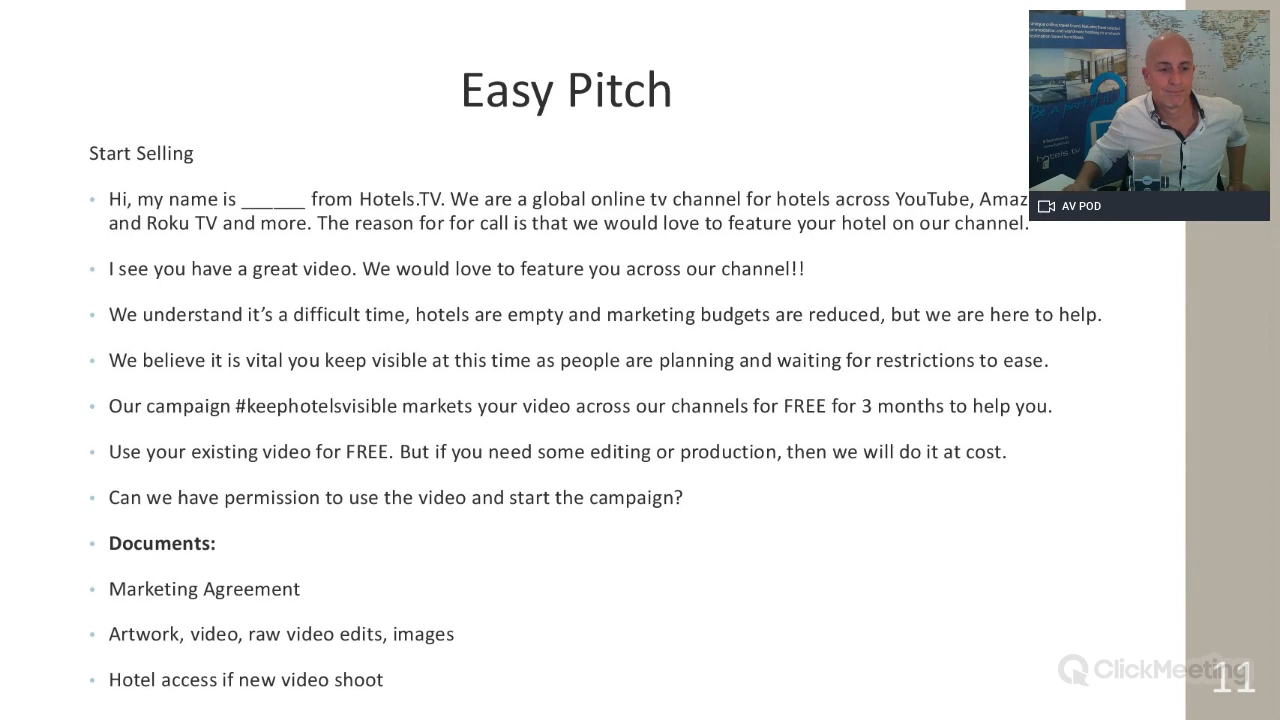 Easy Pitch
Start Selling
• Hi, my name is ______ from Hotels.TV. We are a global online tv channel for hotels across YouTube,
and Roku TV and more. The reason for for call is that we would love to feature your hotel on our channel.
• I see you have a great video. We would love to feature you across our channel!!
• We understand it’s a difficult time, hotels are empty and marketing budgets are reduced, but we are here to help.
• We believe it is vital you keep visible at this time as people are planning and waiting for restrictions to ease.
• Our campaign #keephotelsvisible markets your video across our channels for FREE for 3 months to help you.
• Use your existing video for FREE. But if you need some editing or production, then we will do it at cost.
• Can we have permission to use the video and start the campaign?
• Documents:
• Marketing Agreement
• Artwork, video, raw video edits, images
• Hotel access if new video shoot
Be a part of
hotels tv
AV POD
ClickMeeting
11